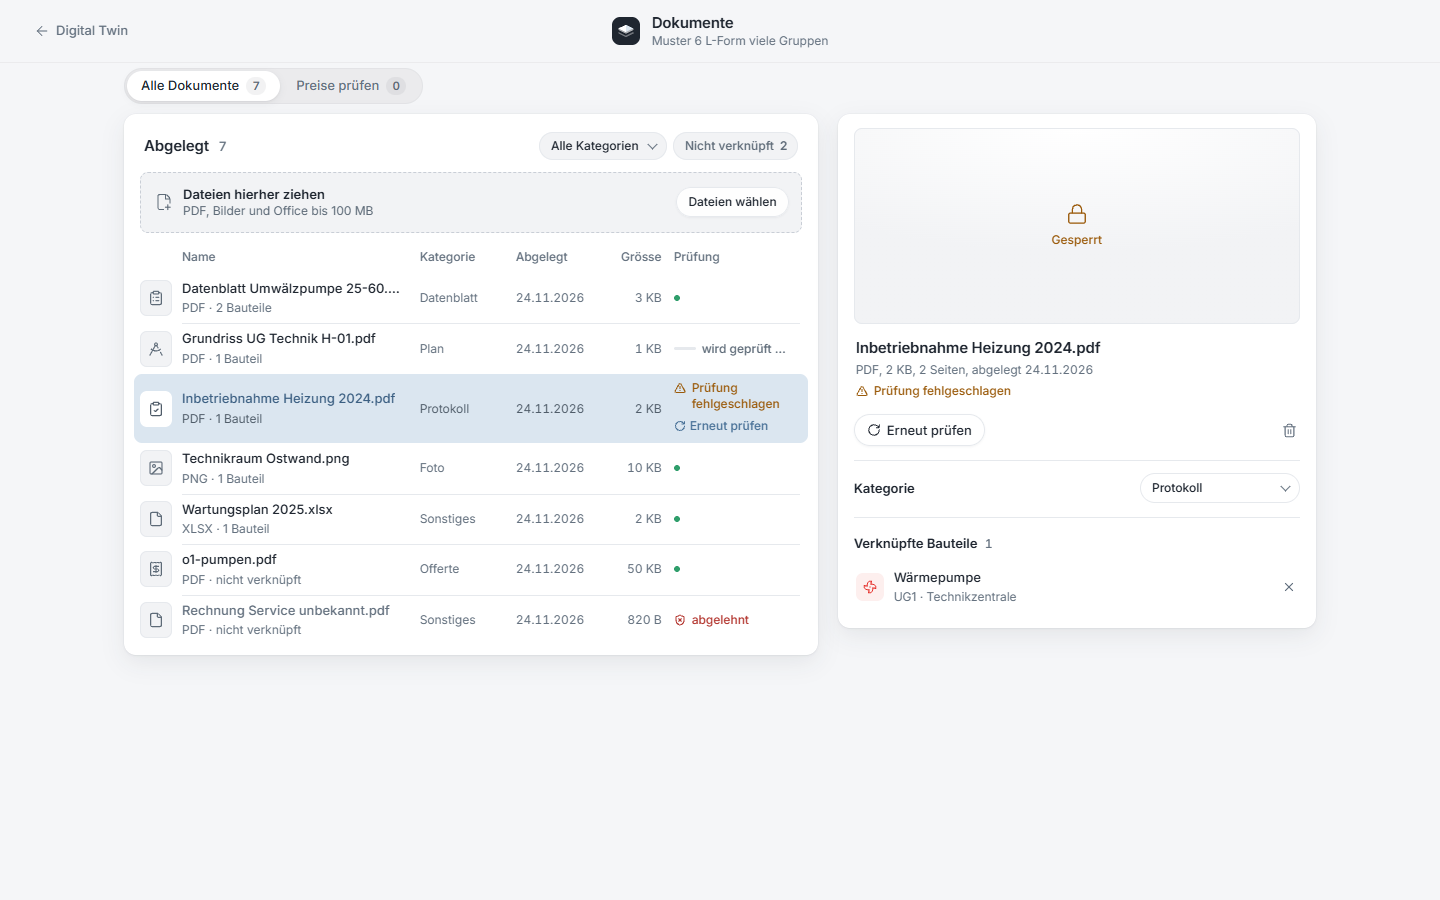 Digital Twin
Dokumente
Muster 6 L-Form viele Gruppen
Alle Dokumente 7
Preise prüfen 0
Abgelegt 7
Alle Kategorien
Nicht verknüpft 2
Dateien hierher ziehen
PDF, Bilder und Office bis 100 MB
Dateien wählen
Name Kategorie Abgelegt Grösse Prüfung
Datenblatt Umwälzpumpe 25-60....
PDF · 2 Bauteile
Datenblatt 24.11.2026 3 KB
Grundriss UG Technik H-01.pdf
PDF · 1 Bauteil
Plan 24.11.2026 1 KB wird geprüft ...
Inbetriebnahme Heizung 2024.pdf
PDF · 1 Bauteil
Protokoll 24.11.2026 2 KB
Prüfung
fehlgeschlagen
Erneut prüfen
Technikraum Ostwand.png
PNG · 1 Bauteil
Foto 24.11.2026 10 KB
Wartungsplan 2025.xlsx
XLSX · 1 Bauteil
Sonstiges 24.11.2026 2 KB
o1-pumpen.pdf
PDF · nicht verknüpft
Offerte 24.11.2026 50 KB
Rechnung Service unbekannt.pdf
PDF · nicht verknüpft
Sonstiges 24.11.2026 820 B abgelehnt
Gesperrt
Inbetriebnahme Heizung 2024.pdf
PDF, 2 KB, 2 Seiten, abgelegt 24.11.2026
Prüfung fehlgeschlagen
Erneut prüfen
Kategorie Protokoll
Verknüpfte Bauteile 1
Wärmepumpe
UG1 · Technikzentrale